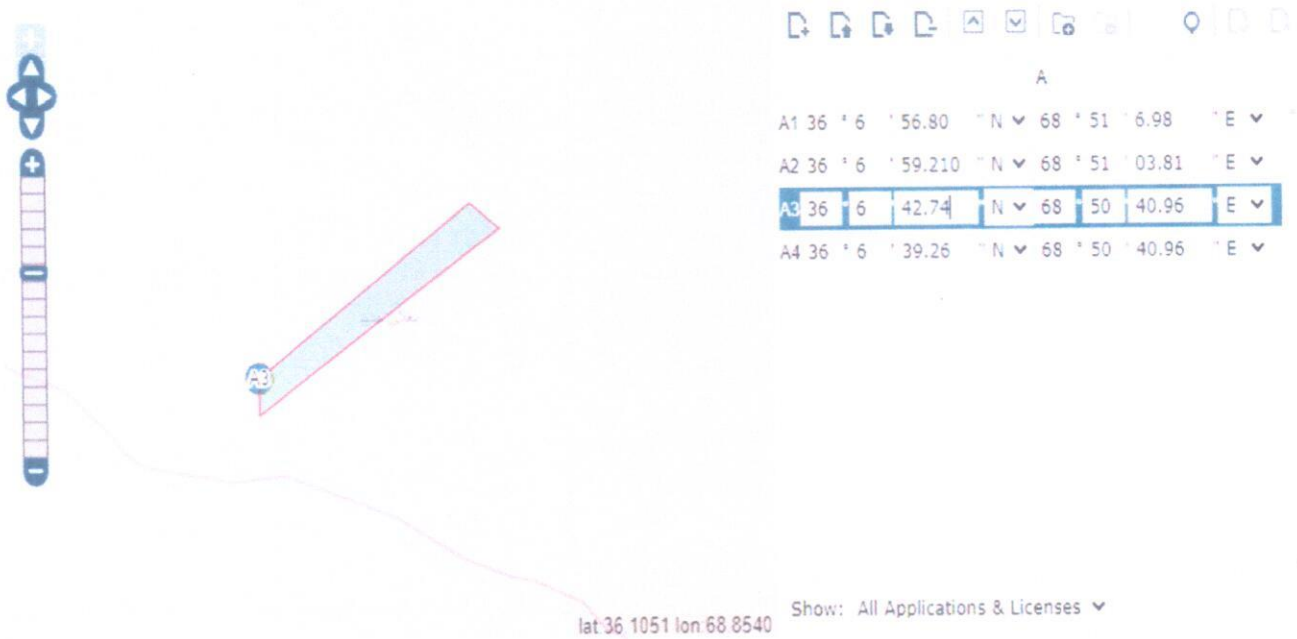 A
A1 36 ° 6 ' 56.80 " N 68 ° 51 ' 6.98 " E
A2 36 ° 6 ' 59.210 " N 68 ° 51 ' 03.81 " E
A3 36 ° 6 ' 42.74 " N 68 ° 50 ' 40.96 " E
A4 36 ° 6 ' 39.26 " N 68 ° 50 ' 40.96 " E
A3
lat:36.1051 lon:68.8540
Show: All Applications & Licenses